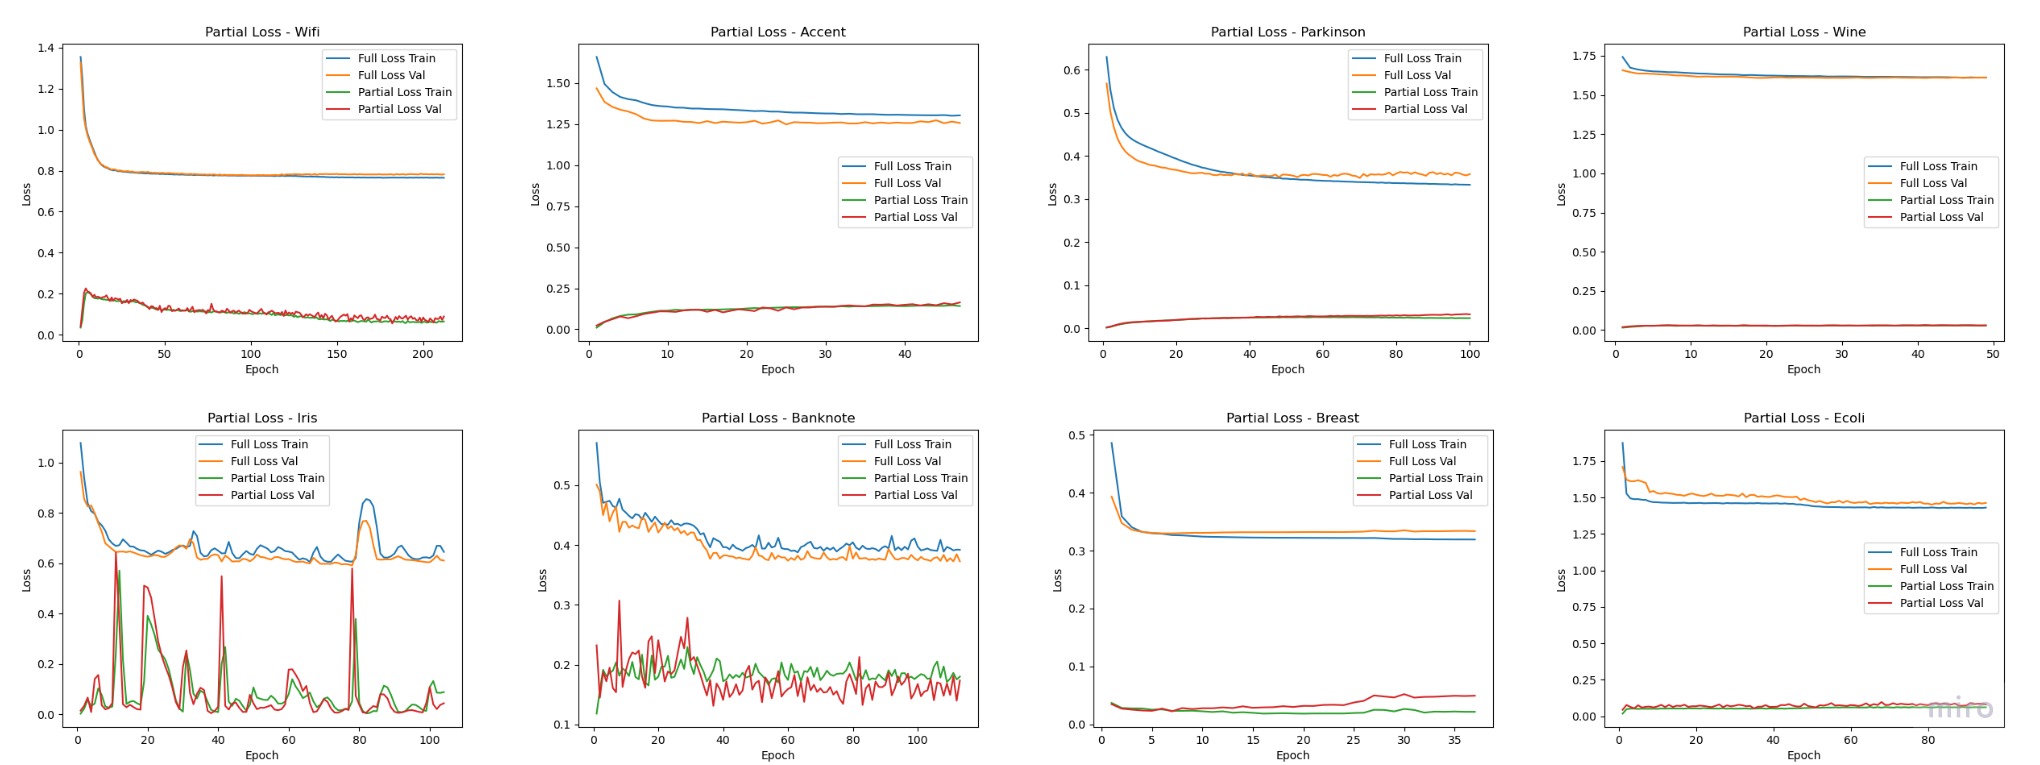 Partial Loss - Wifi
Full Loss Train
Full Loss Val
Partial Loss Train
Partial Loss Val
1.4
1.2
1.0
0.8
0.6
0.4
0.2
0.0
Loss
0
50
100
150
200
Epoch
Partial Loss - Accent
1.50
1.25
1.00
0.75
0.50
0.25
0.00
Loss
Full Loss Train
Full Loss Val
Partial Loss Train
Partial Loss Val
0
10
20
30
40
Epoch
Partial Loss - Parkinson
Full Loss Train
Full Loss Val
Partial Loss Train
Partial Loss Val
0.6
0.5
0.4
0.3
0.2
0.1
0.0
Loss
0
20
40
60
80
100
Epoch
Partial Loss - Wine
1.75
1.50
1.25
1.00
0.75
0.50
0.25
0.00
Loss
Full Loss Train
Full Loss Val
Partial Loss Train
Partial Loss Val
0
10
20
30
40
50
Epoch
Partial Loss - Iris
Full Loss Train
Full Loss Val
Partial Loss Train
Partial Loss Val
1.0
0.8
0.6
0.4
0.2
0.0
Loss
0
20
40
60
80
100
Epoch
Partial Loss - Banknote
Full Loss Train
Full Loss Val
Partial Loss Train
Partial Loss Val
0.5
0.4
0.3
0.2
0.1
Loss
0
20
40
60
80
100
Epoch
Partial Loss - Breast
Full Loss Train
Full Loss Val
Partial Loss Train
Partial Loss Val
0.5
0.4
0.3
0.2
0.1
0.0
Loss
0
5
10
15
20
25
30
35
Epoch
Partial Loss - Ecoli
1.75
1.50
1.25
1.00
0.75
0.50
0.25
0.00
Loss
Full Loss Train
Full Loss Val
Partial Loss Train
Partial Loss Val
0
20
40
60
80
Epoch
miro